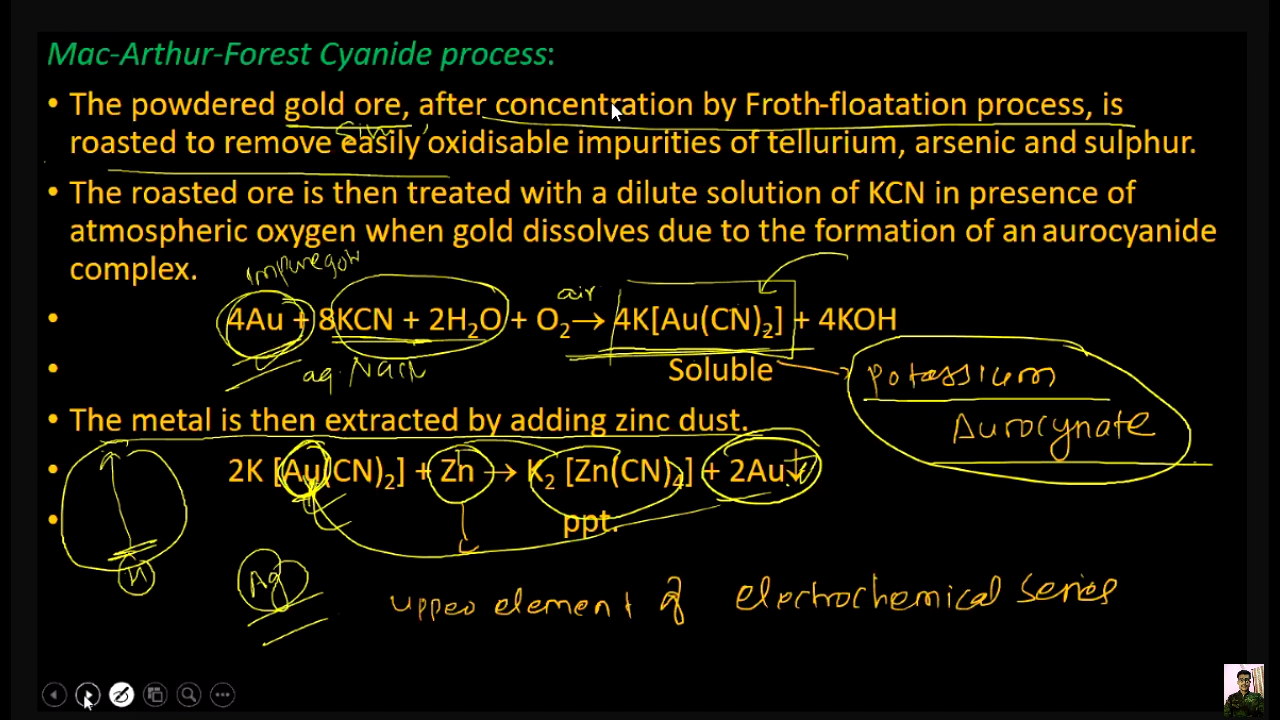 Mac-Arthur-Forest Cyanide process:
• The powdered gold ore, after concentration by Froth-floatation process, is
roasted to remove easily oxidisable impurities of tellurium, arsenic and sulphur.
• The roasted ore is then treated with a dilute solution of KCN in presence of
atmospheric oxygen when gold dissolves due to the formation of an aurocyanide
complex.
impure gold
air
• 4Au + 8KCN + 2H₂O + O₂ → 4K[Au(CN)₂] + 4KOH
• Soluble
aq. NaCN
Potassium
Aurocynate
• The metal is then extracted by adding zinc dust.
• 2K [Au(CN)₂] + Zn → K₂ [Zn(CN)₄] + 2Au↓
• ppt.
Ag
upper element of electrochemical series